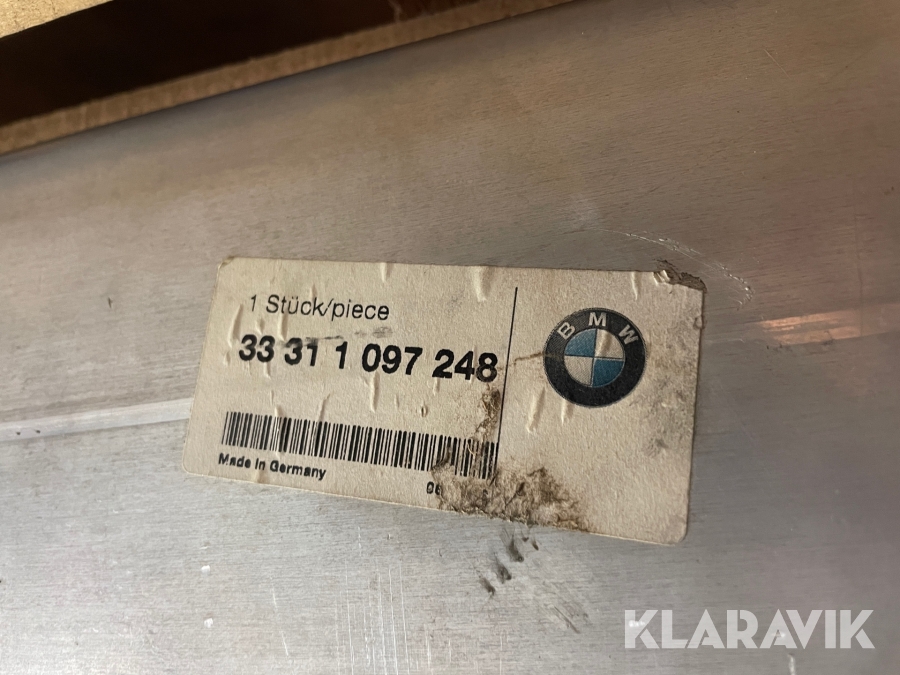 1 Stück/piece
33 31 1 097 248
BMW
Made in Germany
KLARAVIK